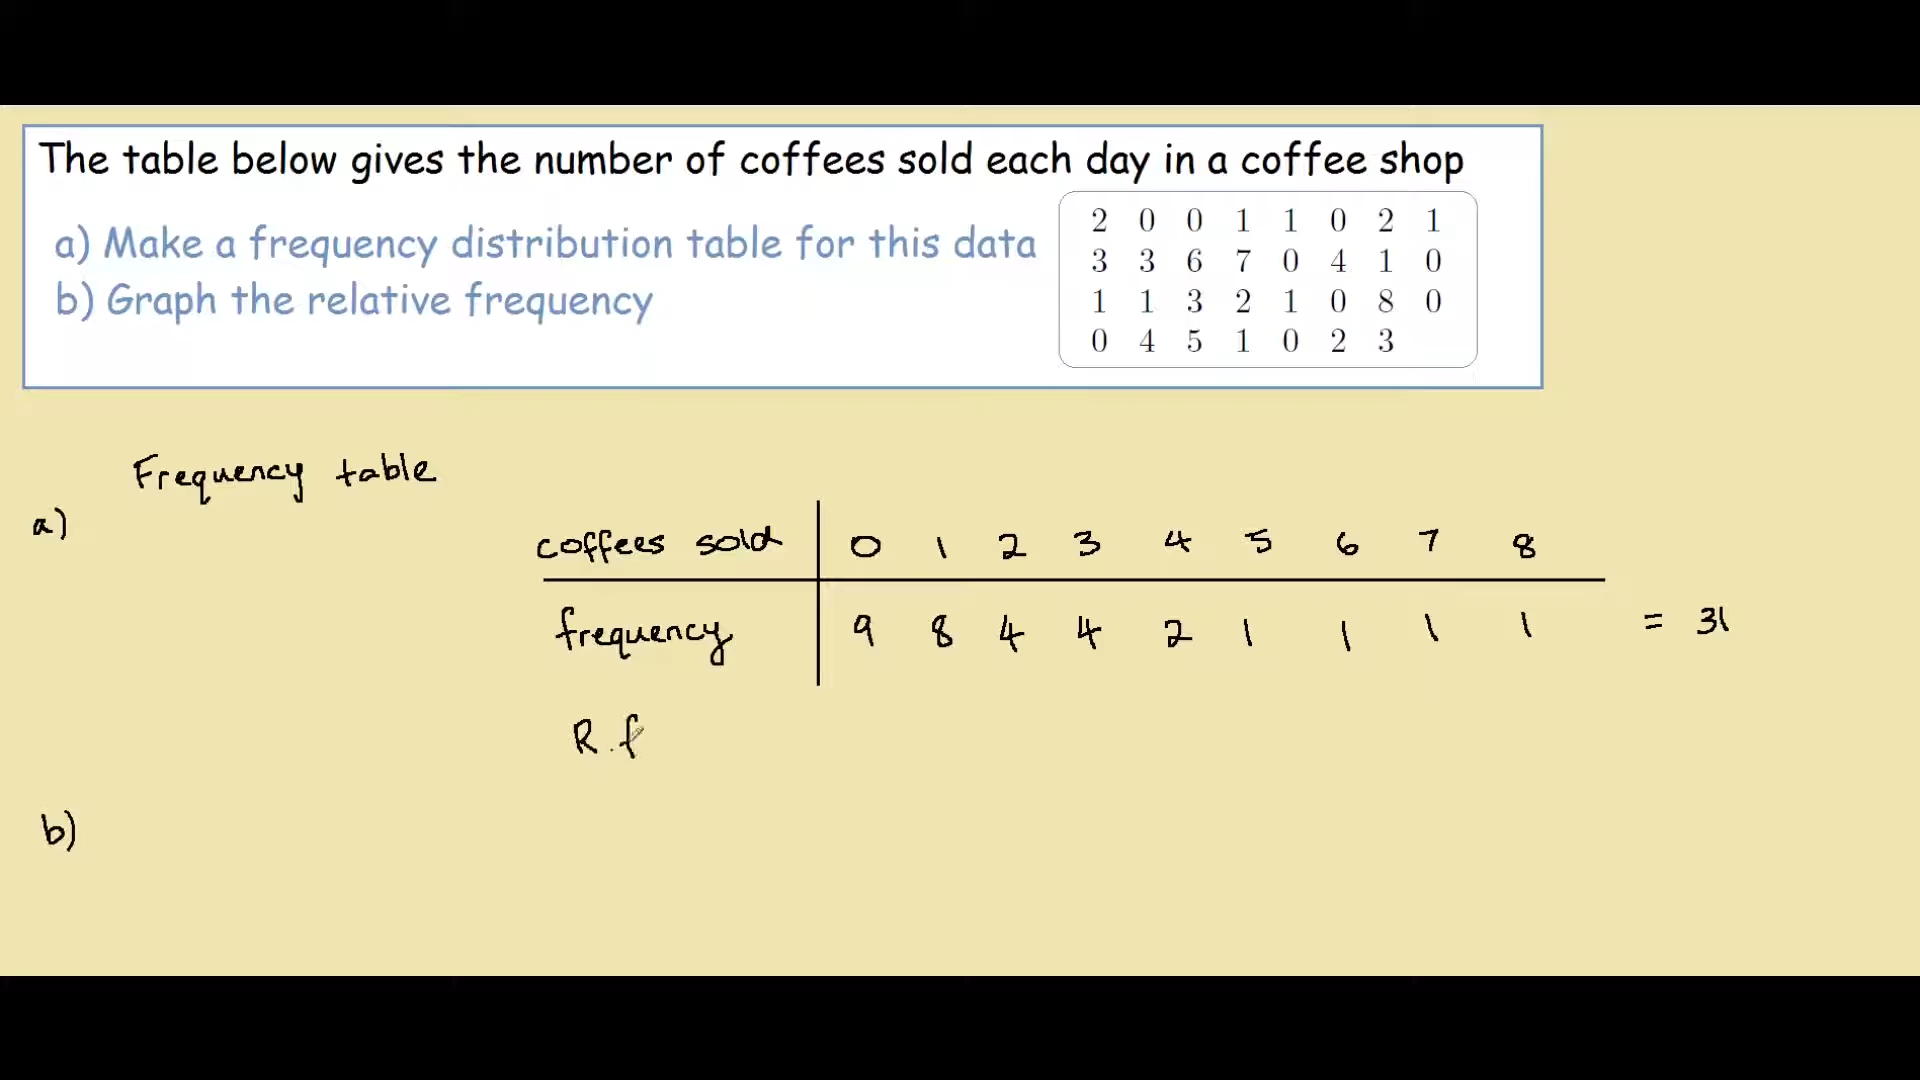 The table below gives the number of coffees sold each day in a coffee shop
a) Make a frequency distribution table for this data
b) Graph the relative frequency
2 0 0 1 1 0 2 1
3 3 6 7 0 4 1 0
1 1 3 2 1 0 8 0
0 4 5 1 0 2 3
Frequency table
a)
coffees sold 0 1 2 3 4 5 6 7 8
frequency 9 8 4 4 2 1 1 1 1 = 31
R.f
b)